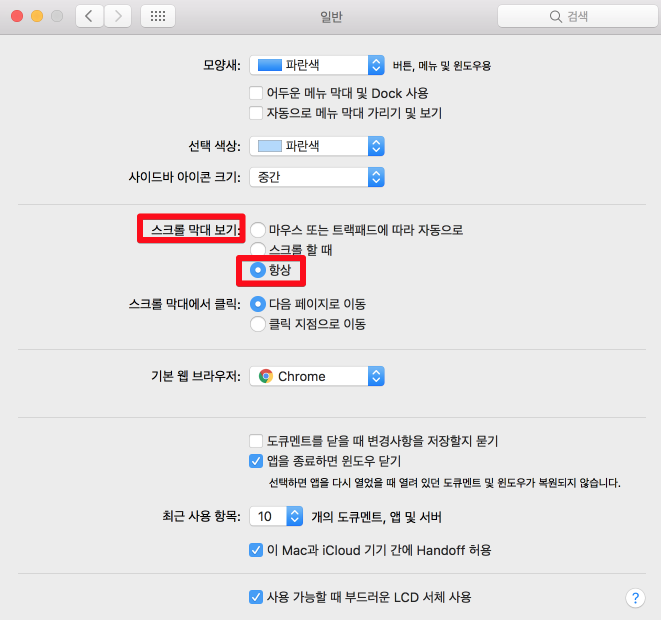 일반
검색
모양새: 파란색 버튼, 메뉴 및 윈도우용
어두운 메뉴 막대 및 Dock 사용
자동으로 메뉴 막대 가리기 및 보기
선택 색상: 파란색
사이드바 아이콘 크기: 중간
스크롤 막대 보기: 마우스 또는 트랙패드에 따라 자동으로
스크롤 할 때
항상
스크롤 막대에서 클릭: 다음 페이지로 이동
클릭 지점으로 이동
기본 웹 브라우저: Chrome
도큐멘트를 닫을 때 변경사항을 저장할지 묻기
앱을 종료하면 윈도우 닫기
선택하면 앱을 다시 열었을 때 열려 있던 도큐멘트 및 윈도우가 복원되지 않습니다.
최근 사용 항목: 10 개의 도큐멘트, 앱 및 서버
이 Mac과 iCloud 기기 간에 Handoff 허용
사용 가능할 때 부드러운 LCD 서체 사용
?